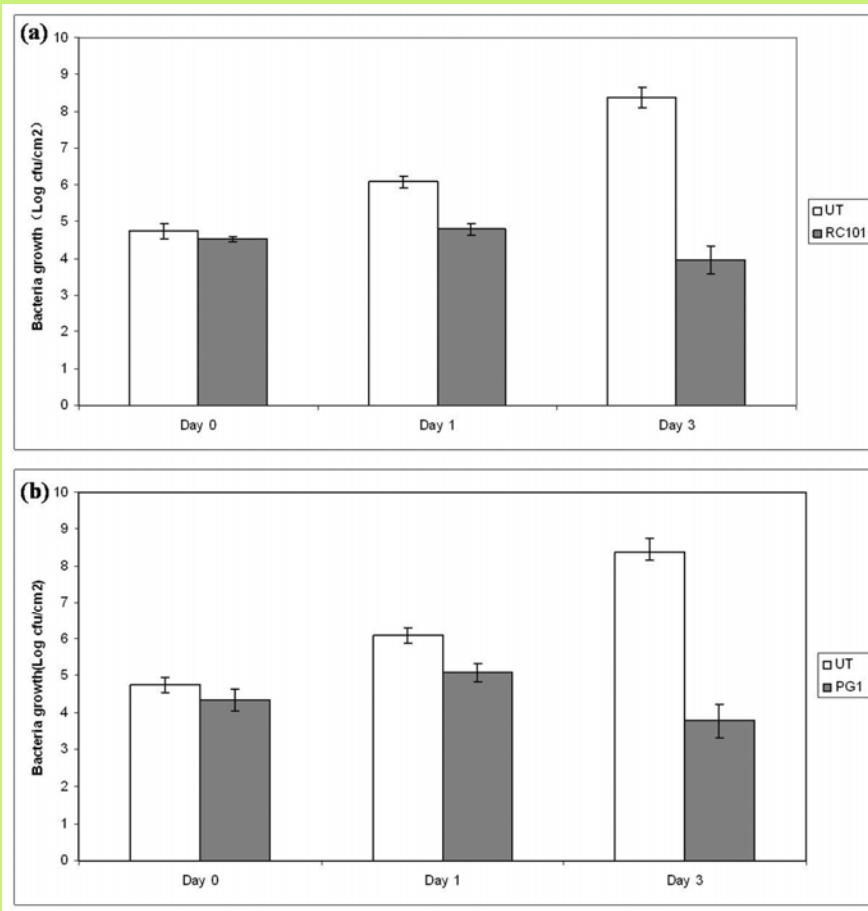 (a)
10
9
8
7
6
5
4
3
2
1
0
Bacteria growth（Log cfu/cm2）
Day 0
Day 1
Day 3
UT
RC101
(b)
10
9
8
7
6
5
4
3
2
1
0
Bacteria growth(Log cfu/cm2)
Day 0
Day 1
Day 3
UT
PG1